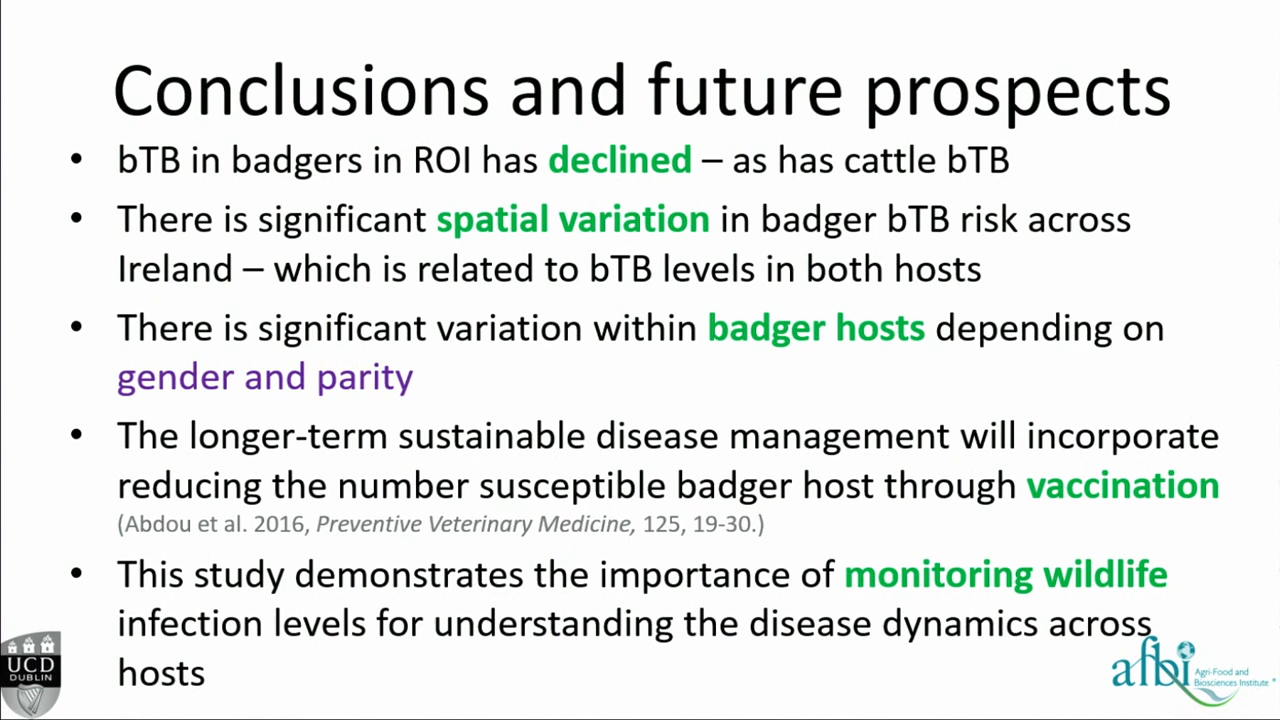 Conclusions and future prospects
• bTB in badgers in ROI has declined – as has cattle bTB
• There is significant spatial variation in badger bTB risk across
Ireland – which is related to bTB levels in both hosts
• There is significant variation within badger hosts depending on
gender and parity
• The longer-term sustainable disease management will incorporate
reducing the number susceptible badger host through vaccination
(Abdou et al. 2016, Preventive Veterinary Medicine, 125, 19-30.)
• This study demonstrates the importance of monitoring wildlife
infection levels for understanding the disease dynamics across
hosts
UCD
DUBLIN
afbi
Agri-Food and
Biosciences Institute